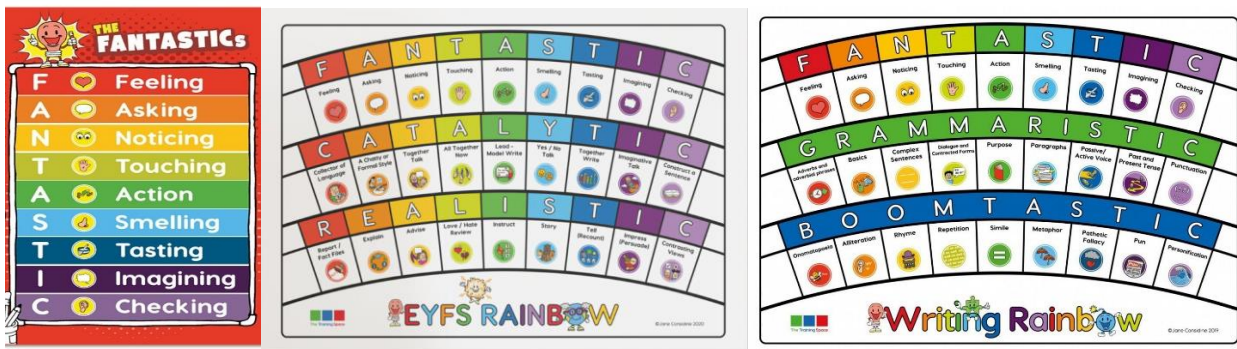 THE
FANTASTICs
F Feeling
A Asking
N Noticing
T Touching
A Action
S Smelling
T Tasting
I Imagining
C Checking
F A N T A S T I C
Feeling Asking Noticing Touching Action Smelling Tasting Imagining Checking
C A T A L Y T I C
Collector of Language A Chatty or Formal Style Together Talk All Together Now Lead - Model Write Yes / No Talk Together Write Imaginative Talk Construct a Sentence
R E A L I S T I C
Report / Fact Files Explain Advise Love / Hate Review Instruct Story Tell (Recount) Impress (Persuade) Contrasting Views
The Training Space
EYFS RAINBOW
©Jane Considine 2020
F A N T A S T I C
Feeling Asking Noticing Touching Action Smelling Tasting Imagining Checking
G R A M M A R I S T I C
Adverbs and adverbial phrases Basics Complex Sentences Dialogue and Contracted Forms Purpose Paragraphs Passive/ Active Voice Past and Present Tense Punctuation
B O O M T A S T I C
Onomatopoeia Alliteration Rhyme Repetition Simile Metaphor Pathetic Fallacy Pun Personification
The Training Space
Writing Rainbow
©Jane Considine 2019